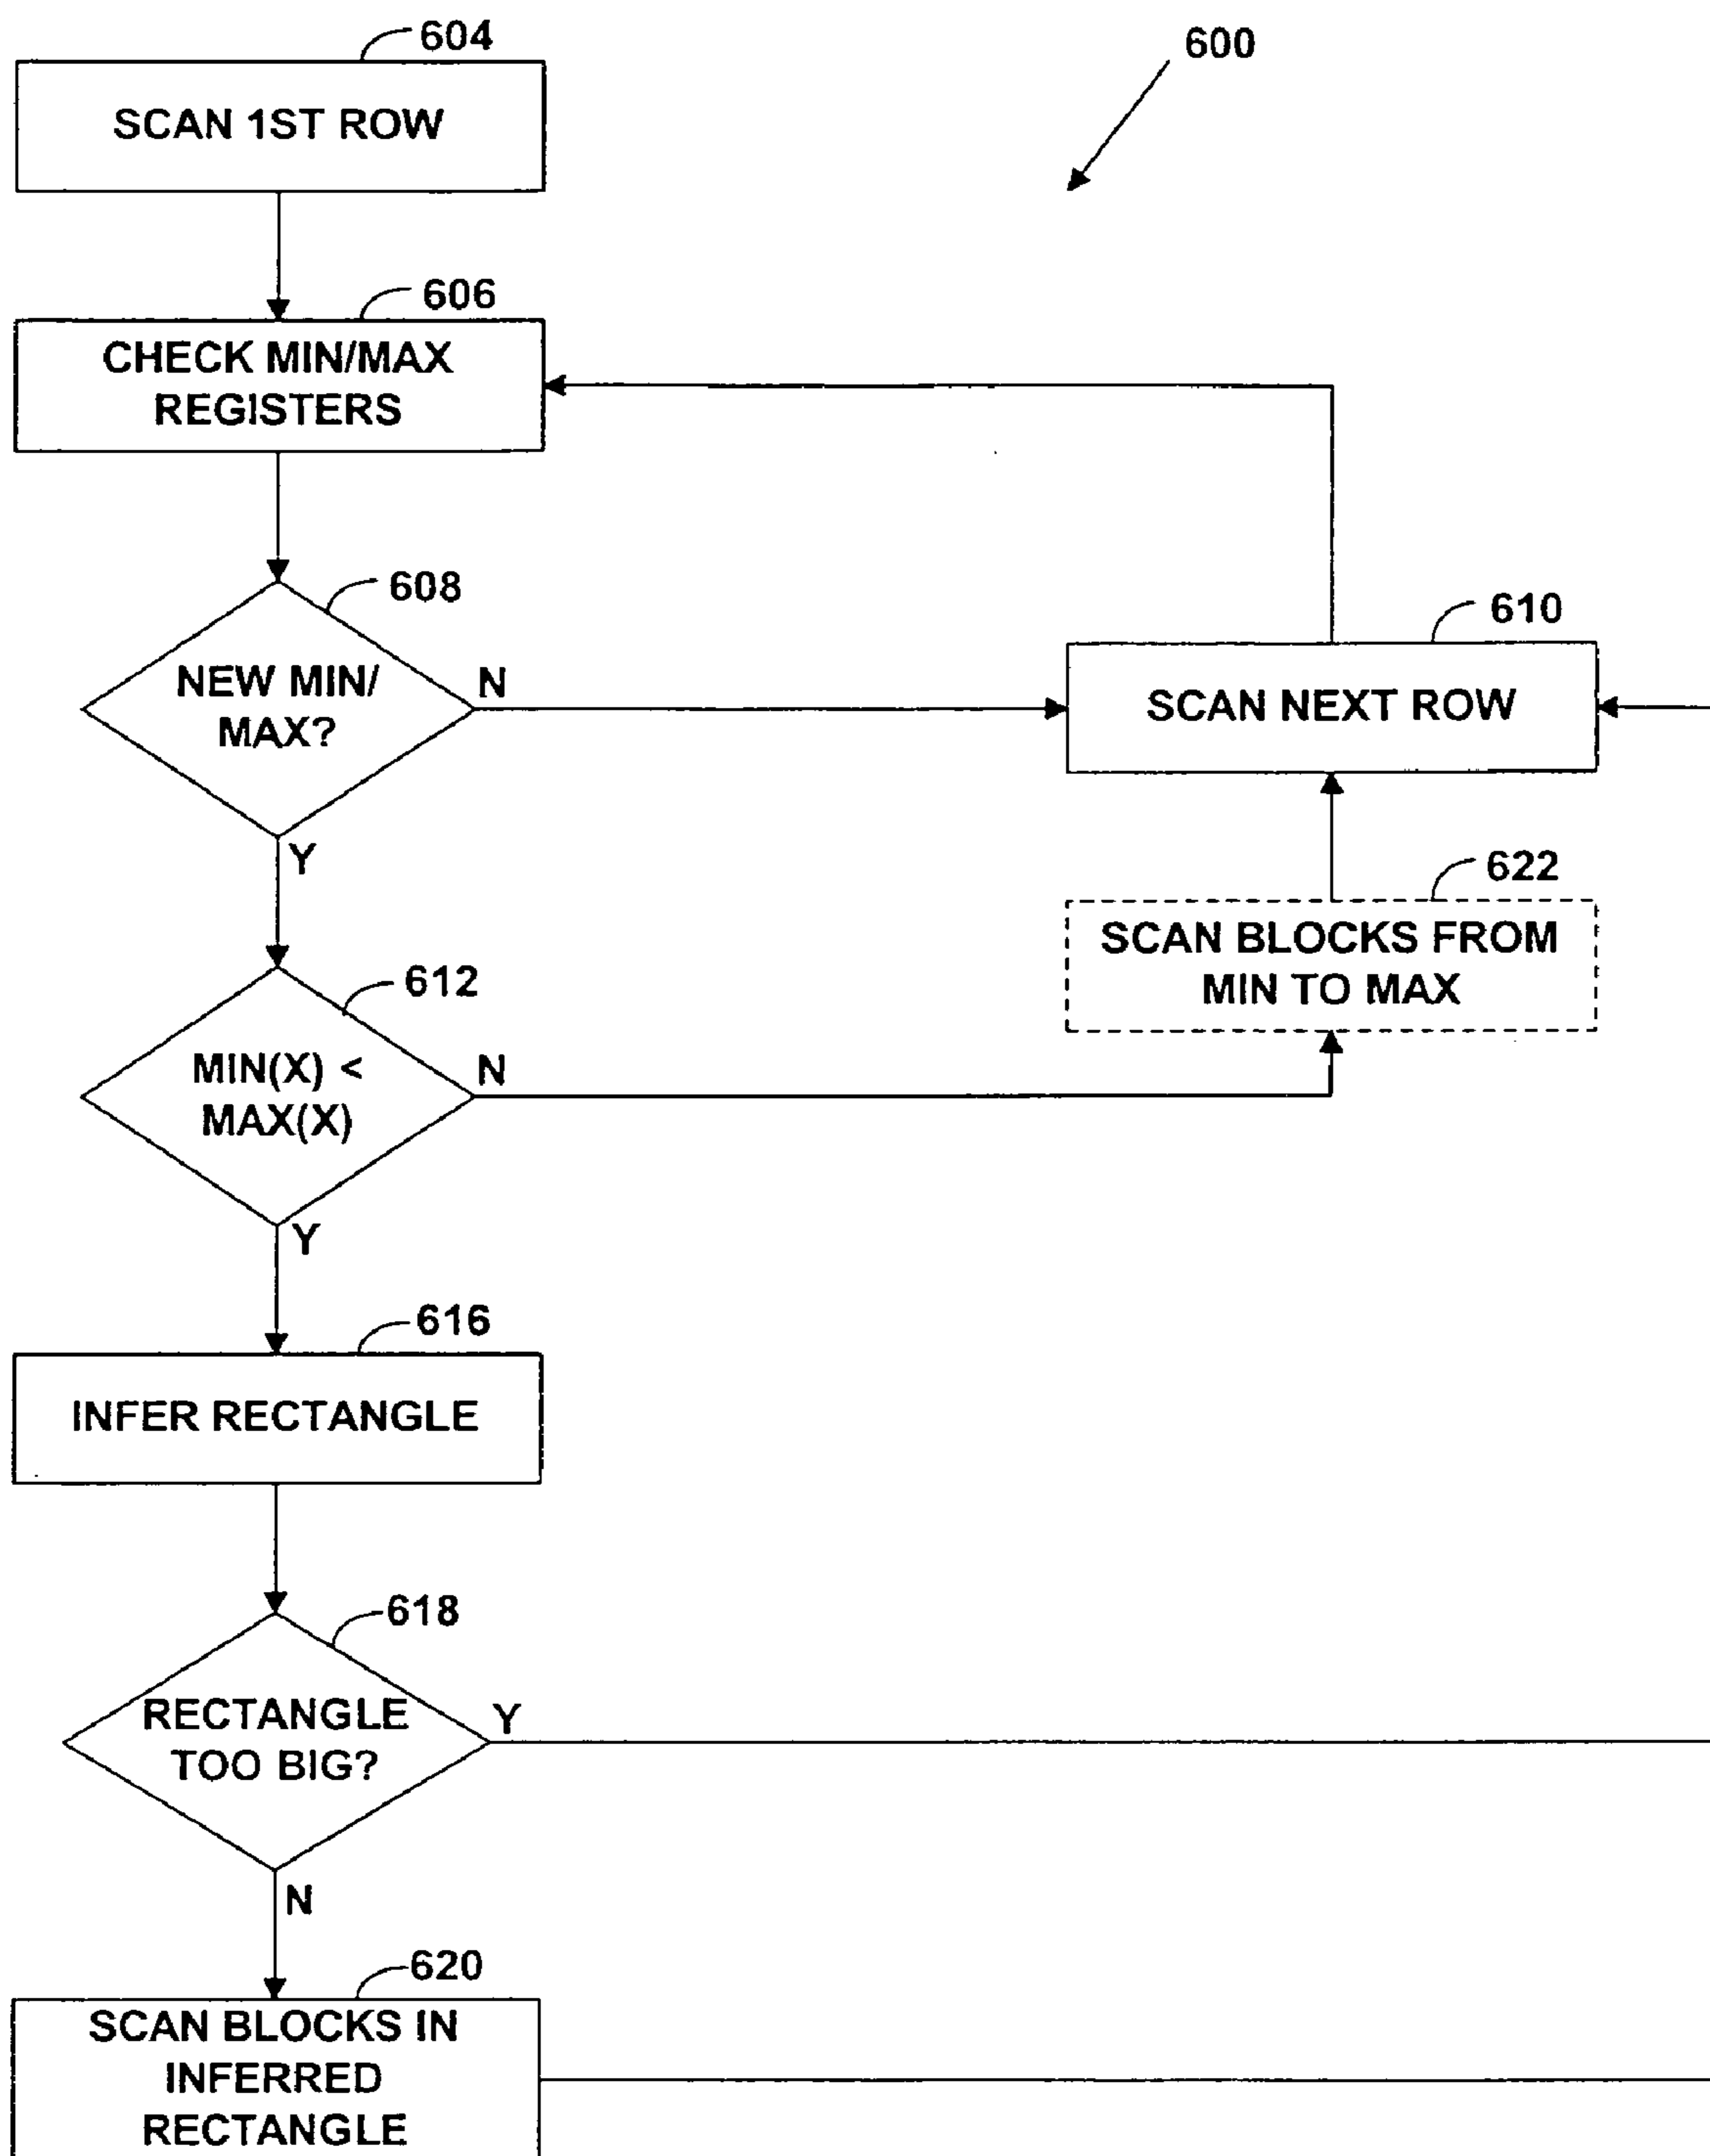 604
600
SCAN 1ST ROW
606
CHECK MIN/MAX
REGISTERS
608
NEW MIN/
MAX?
N
Y
610
SCAN NEXT ROW
622
SCAN BLOCKS FROM
MIN TO MAX
612
MIN(X) <
MAX(X)
N
Y
616
INFER RECTANGLE
618
RECTANGLE
TOO BIG?
Y
N
620
SCAN BLOCKS IN
INFERRED
RECTANGLE